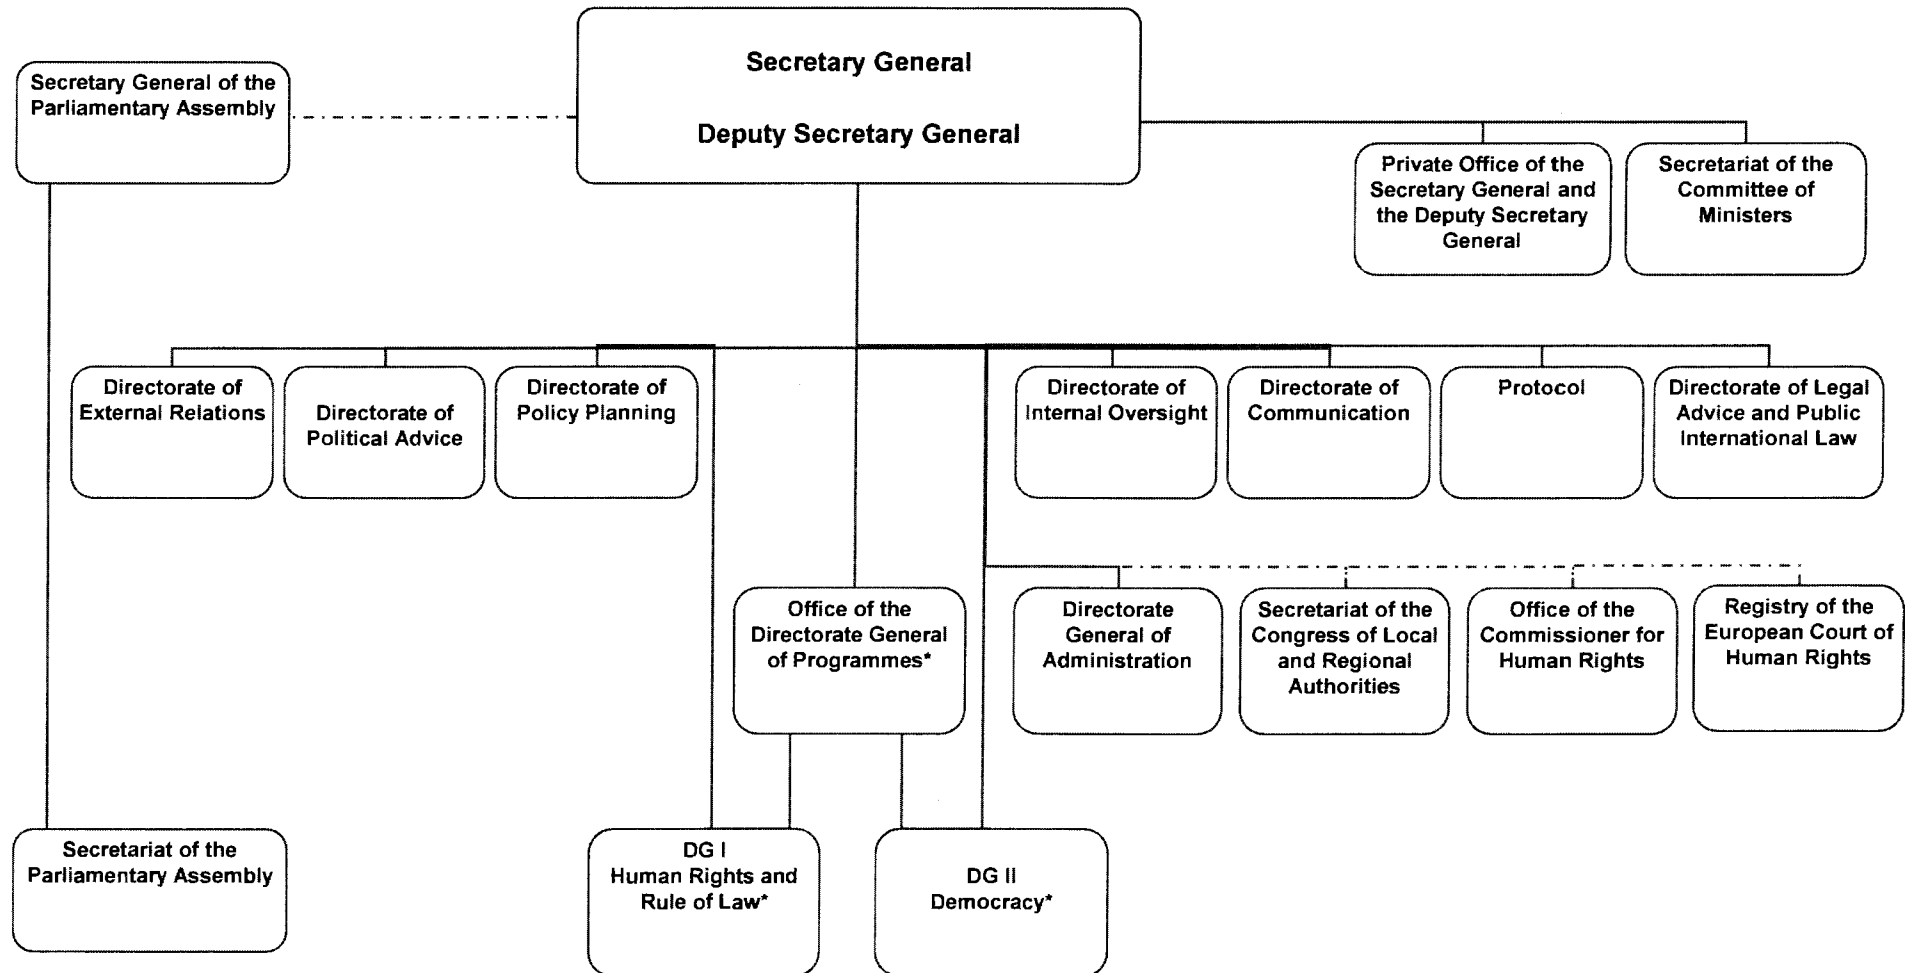 Secretary General
Deputy Secretary General
Secretary General of the
Parliamentary Assembly
Private Office of the
Secretary General and
the Deputy Secretary
General
Secretariat of the
Committee of
Ministers
Directorate of
External Relations
Directorate of
Political Advice
Directorate of
Policy Planning
Directorate of
Internal Oversight
Directorate of
Communication
Protocol
Directorate of Legal
Advice and Public
International Law
Office of the
Directorate General
of Programmes*
Directorate
General of
Administration
Secretariat of the
Congress of Local
and Regional
Authorities
Office of the
Commissioner for
Human Rights
Registry of the
European Court of
Human Rights
Secretariat of the
Parliamentary Assembly
DG I
Human Rights and
Rule of Law*
DG II
Democracy*